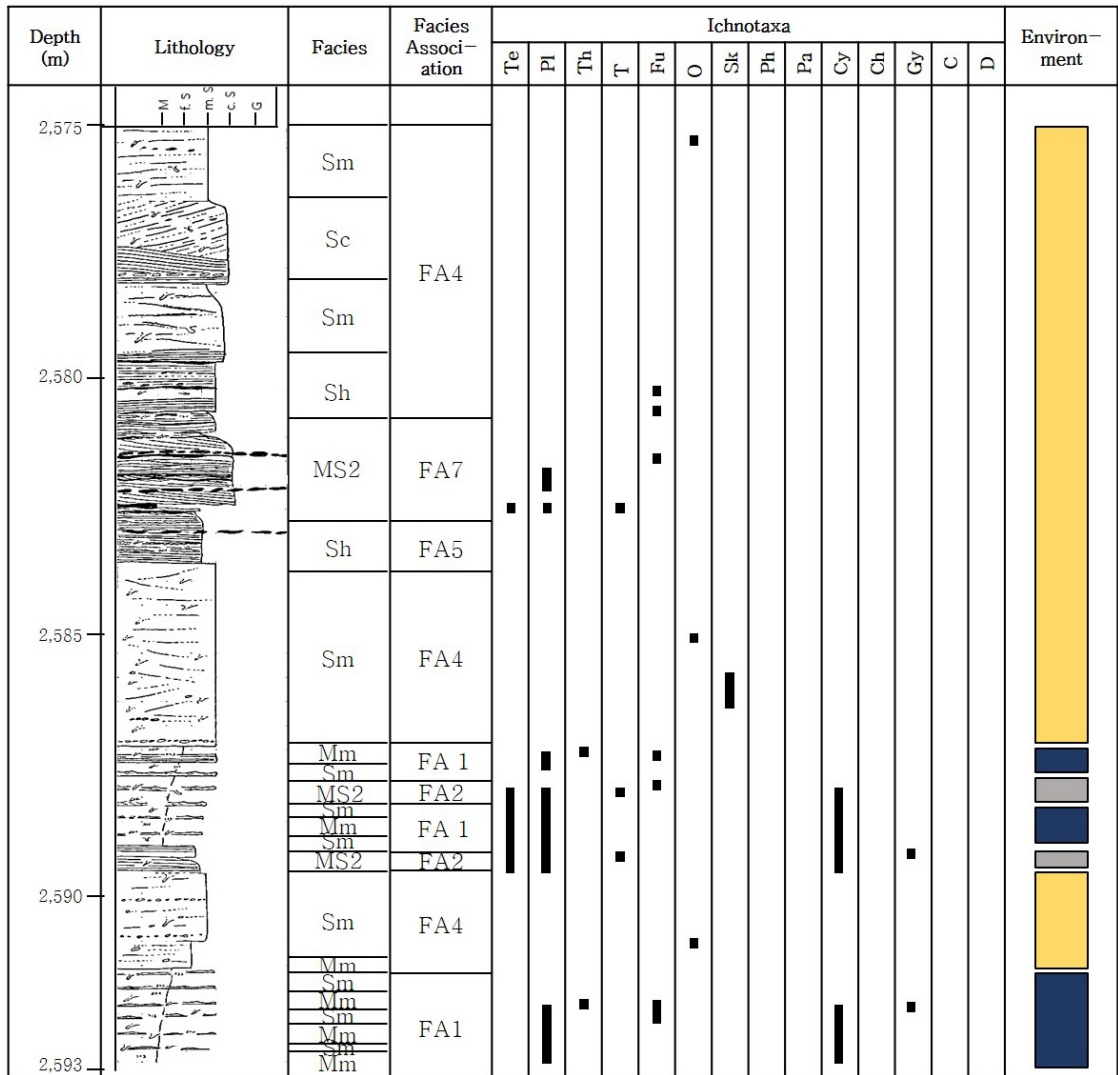 Depth
(m)
Lithology
Facies
Facies
Associ-
ation
Ichnotaxa
Te
Pl
Th
T
Fu
O
Sk
Ph
Pa
Cy
Ch
Gy
C
D
Environ-
ment
M
f. S
m. S
c. S
G
2,575
Sm
Sc
FA4
Sm
2,580
Sh
MS2
FA7
Sh
FA5
2,585
Sm
FA4
Mm
FA 1
Sm
MS2
FA2
Sm
Mm
FA 1
Sm
MS2
FA2
2,590
Sm
FA4
Mm
Sm
Mm
Sm
FA1
Mm
Sm
2,593
Mm